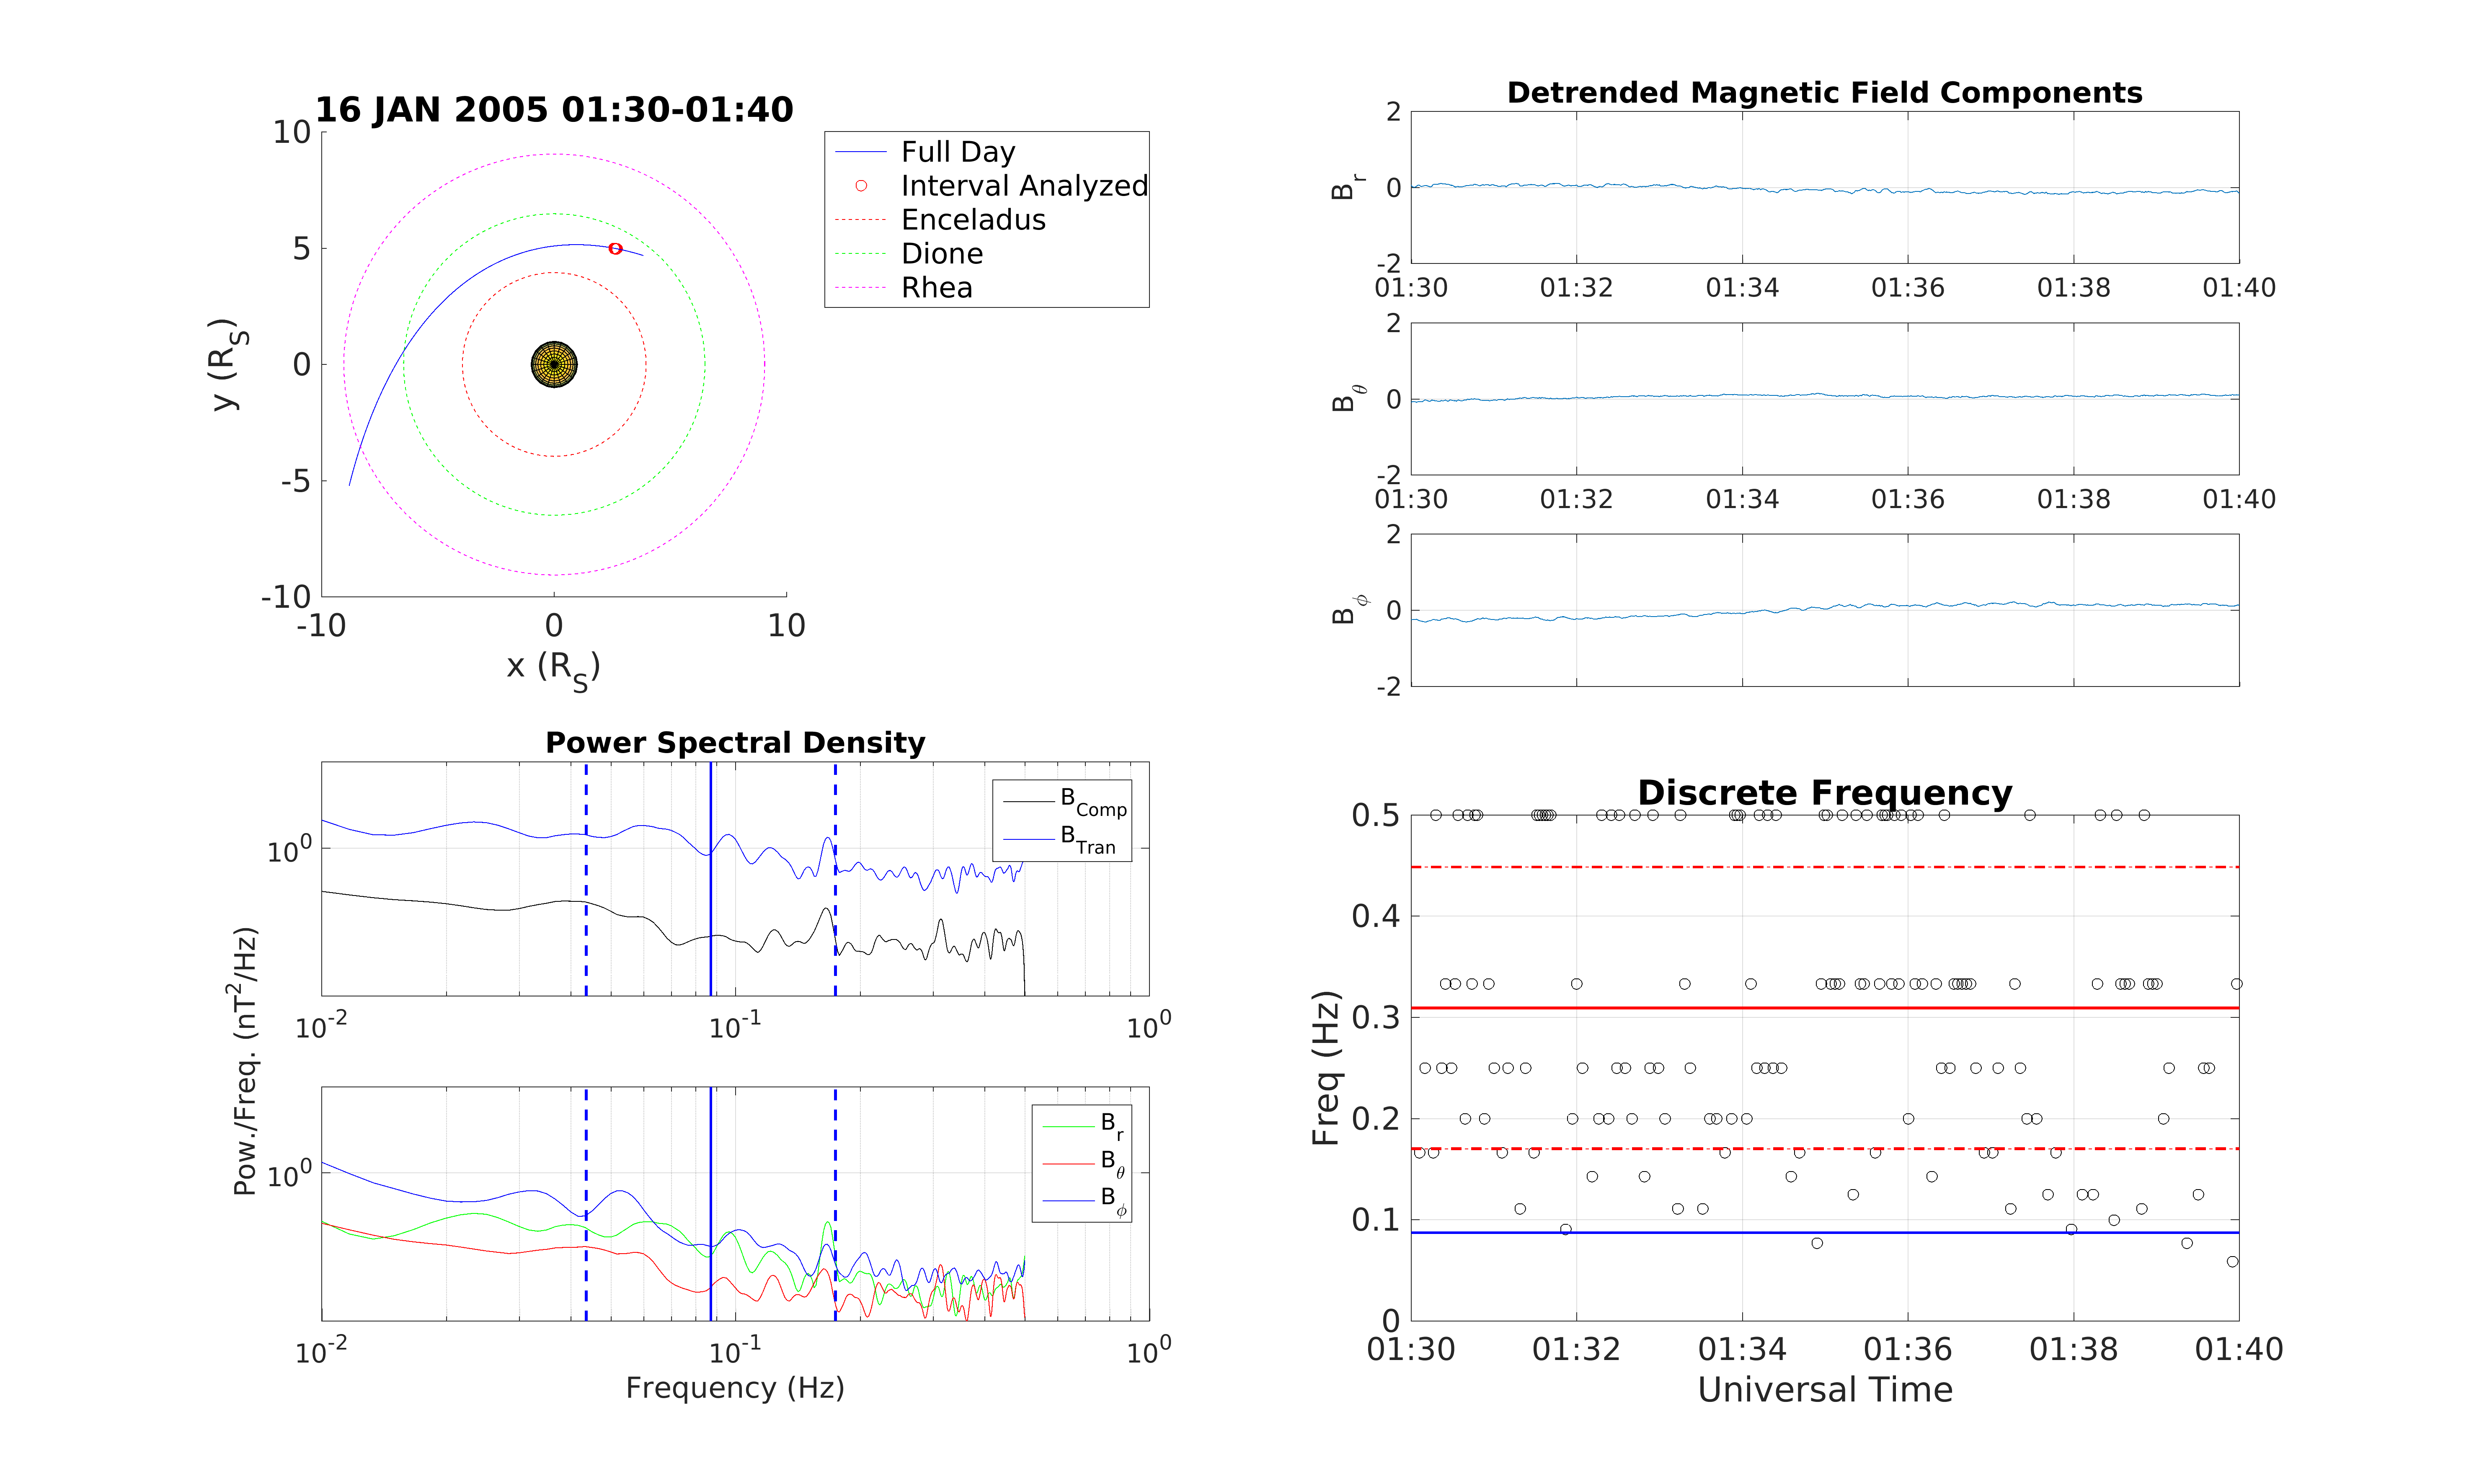 16 JAN 2005 01:30-01:40
10
5
0
-5
-10
-10 0 10
y (R_S)
x (R_S)
Full Day
Interval Analyzed
Enceladus
Dione
Rhea
Detrended Magnetic Field Components
B_r
2
0
-2
01:30 01:32 01:34 01:36 01:38 01:40
B_θ
2
0
-2
01:30 01:32 01:34 01:36 01:38 01:40
B_ϕ
2
0
-2
Power Spectral Density
B_Comp
B_Tran
10^0
10^-2 10^-1 10^0
Pow./Freq. (nT^2/Hz)
B_r
B_θ
B_ϕ
10^0
10^-2 10^-1 10^0
Frequency (Hz)
Discrete Frequency
Freq (Hz)
0.5
0.4
0.3
0.2
0.1
0
01:30 01:32 01:34 01:36 01:38 01:40
Universal Time